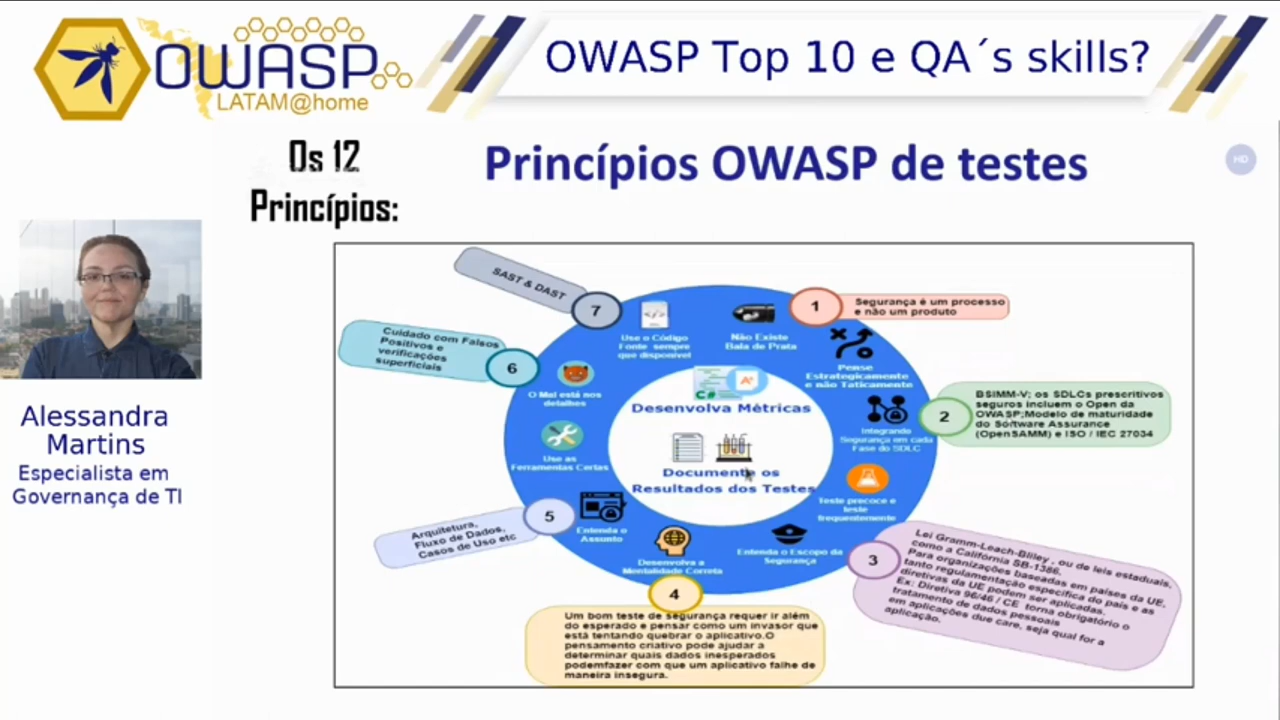 OWASP
LATAM@home
OWASP Top 10 e QA´s skills?
Os 12
Princípios:
Princípios OWASP de testes
HD
Alessandra
Martins
Especialista em
Governança de TI
SAST & DAST
7
1
Segurança é um processo
e não um produto
Cuidado com Falsos
Positivos e
verificações
superficiais
6
2
BSIMM-V; os SDLCs prescritivos
seguros incluem o Open da
OWASP;Modelo de maturidade
do Software Assurance
(OpenSAMM) e ISO / IEC 27034
Use o Código
Fonte sempre
que disponível
Não Existe
Bala de Prata
Pense
Estrategicamente
e não Taticamente
O Mal está nos
detalhes
Integrando
Segurança em cada
Fase do SDLC
Desenvolva Métricas
Documente os
Resultados dos Testes
Use as
Ferramentas Certas
Teste precoce e
teste
frequentemente
Entenda o
Assunto
Desenvolva a
Mentalidade Correta
Entenda o Escopo da
Segurança
5
Arquitetura,
Fluxo de Dados,
Casos de Uso etc
3
Lei Gramm-Leach-Bliley , ou de leis estaduais,
como a Califórnia SB-1386.
Para organizações baseadas em países da UE,
tanto regulamentação específica do país e as
diretivas da UE podem ser aplicadas.
Ex: Diretiva 96/46 / CE torna obrigatório o
tratamento de dados pessoais
em aplicações due care, seja qual for a
aplicação.
4
Um bom teste de segurança requer ir além
do esperado e pensar como um invasor que
está tentando quebrar o aplicativo.O
pensamento criativo pode ajudar a
determinar quais dados inesperados
podemfazer com que um aplicativo falhe de
maneira insegura.